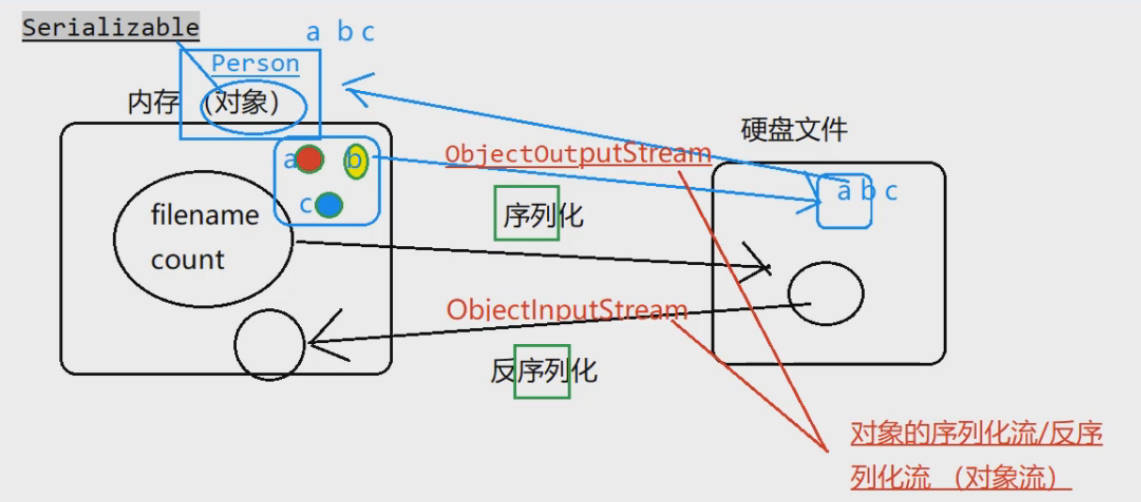 Serializable
a b c
Person
内存 （对象）
硬盘文件
a b
c
ObjectOutputStream
a b c
filename
count
序列化
ObjectInputStream
反序列化
对象的序列化流/反序
列化流 （对象流）